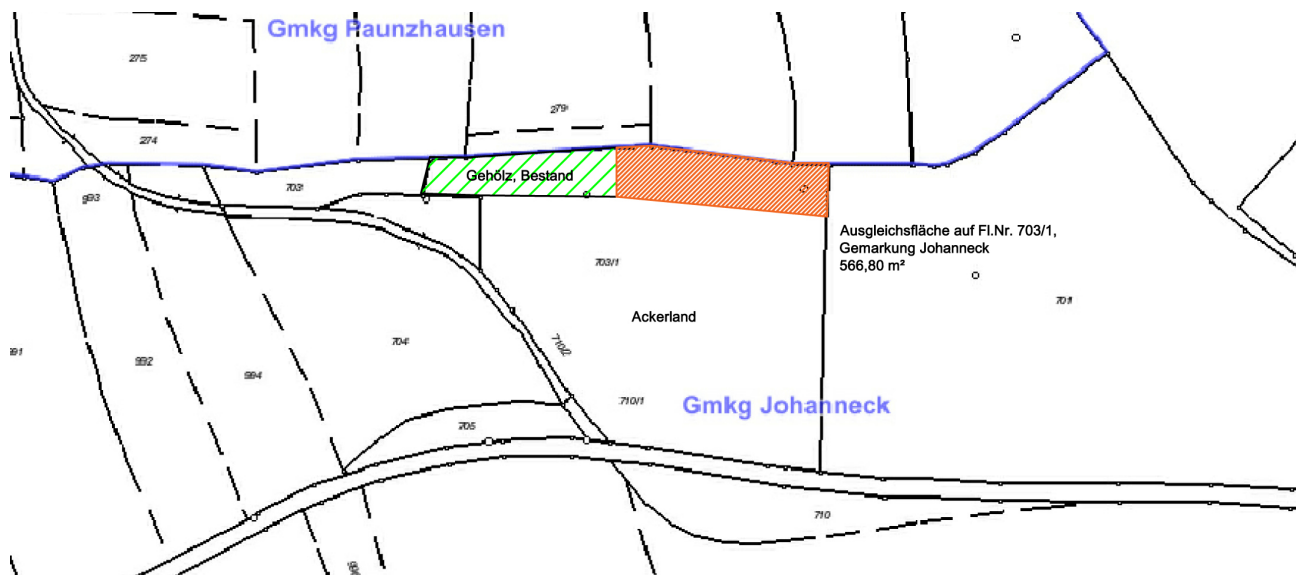 Gmkg Paunzhausen
275
274
279
703
Gehölz, Bestand
993
Ausgleichsfläche auf Fl.Nr. 703/1,
Gemarkung Johanneck
566,80 m²
703/1
701
Ackerland
991
992
994
704
710/2
710/1
Gmkg Johanneck
705
710